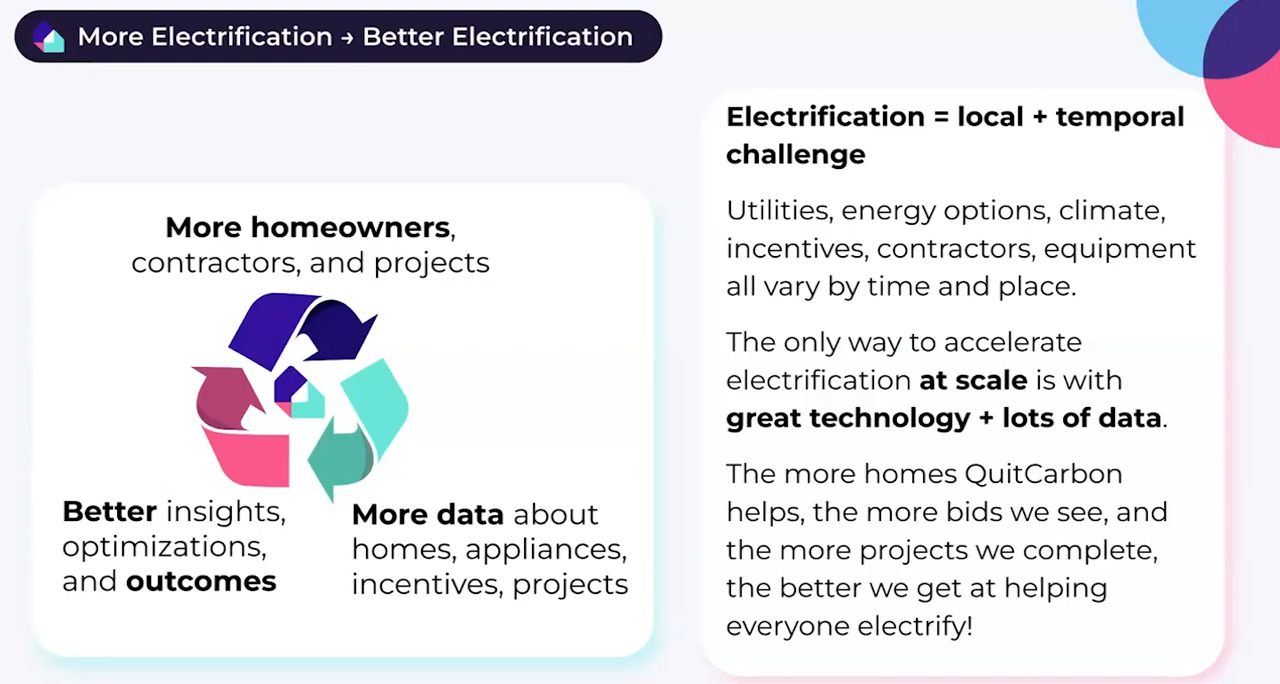 More Electrification → Better Electrification
More homeowners,
contractors, and projects
Better insights,
optimizations,
and outcomes
More data about
homes, appliances,
incentives, projects
Electrification = local + temporal
challenge
Utilities, energy options, climate,
incentives, contractors, equipment
all vary by time and place.
The only way to accelerate
electrification at scale is with
great technology + lots of data.
The more homes QuitCarbon
helps, the more bids we see, and
the more projects we complete,
the better we get at helping
everyone electrify!